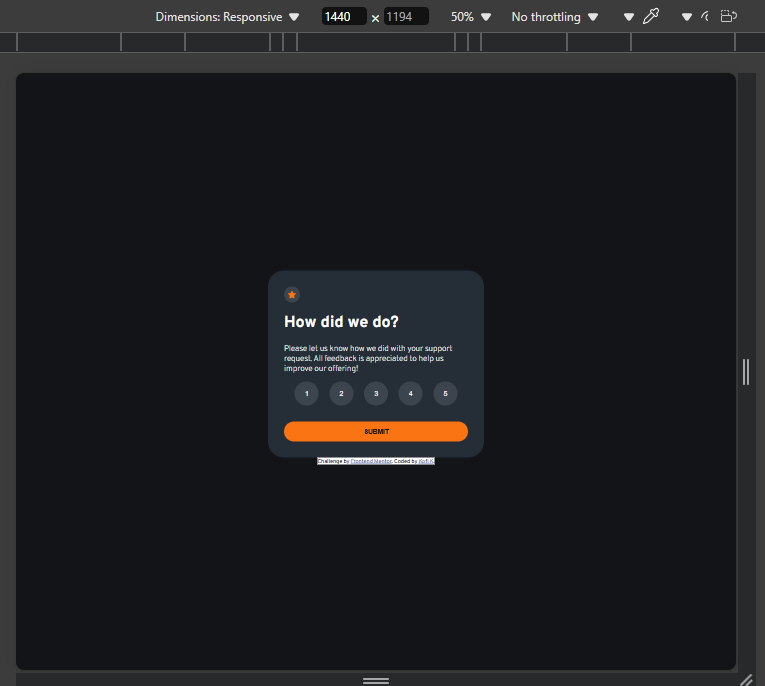 Dimensions: Responsive 1440 × 1194 50% No throttling
How did we do?
Please let us know how we did with your support
request. All feedback is appreciated to help us
improve our offering!
1 2 3 4 5
SUBMIT
Challenge by Frontend Mentor. Coded by Kofi K.